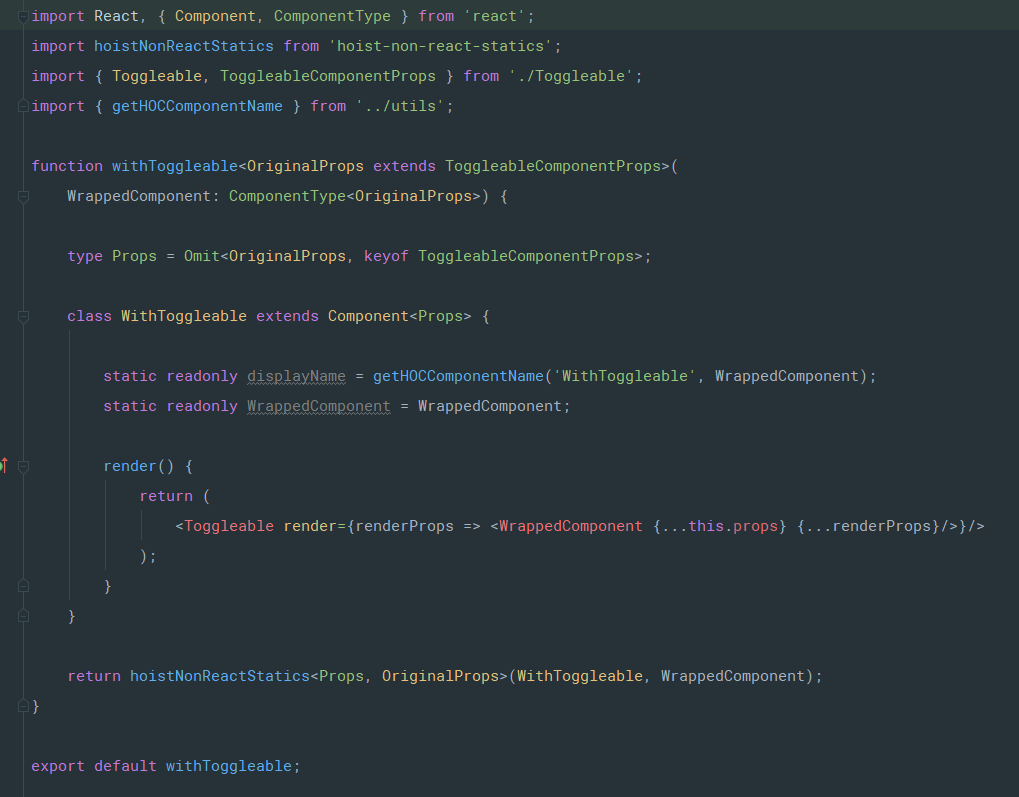 import React, { Component, ComponentType } from 'react';
import hoistNonReactStatics from 'hoist-non-react-statics';
import { Toggleable, ToggleableComponentProps } from './Toggleable';
import { getHOCComponentName } from '../utils';

function withToggleable<OriginalProps extends ToggleableComponentProps>(
    WrappedComponent: ComponentType<OriginalProps>) {

    type Props = Omit<OriginalProps, keyof ToggleableComponentProps>;

    class WithToggleable extends Component<Props> {

        static readonly displayName = getHOCComponentName('WithToggleable', WrappedComponent);
        static readonly WrappedComponent = WrappedComponent;

        render() {
            return (
                <Toggleable render={renderProps => <WrappedComponent {...this.props} {...renderProps}/>}/>
            );
        }
    }

    return hoistNonReactStatics<Props, OriginalProps>(WithToggleable, WrappedComponent);
}

export default withToggleable;